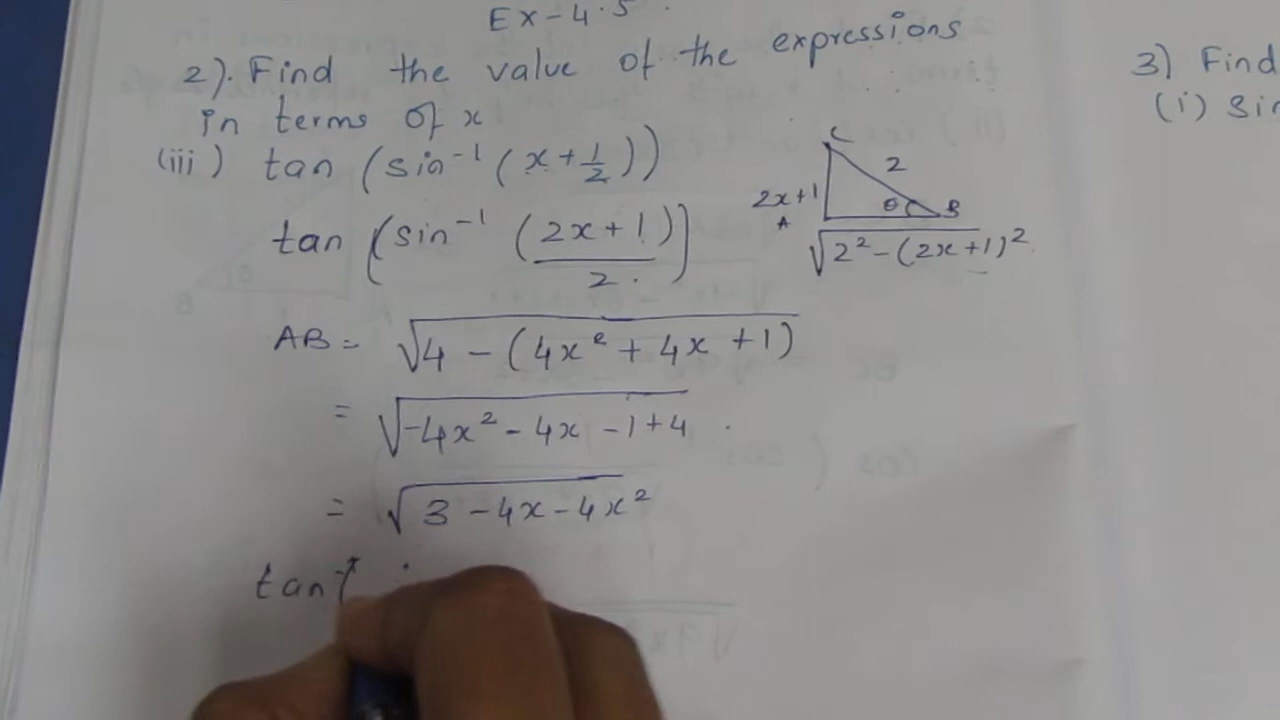 Ex-4.5.
2). Find the value of the expressions
in terms of x
(iii) tan (sin⁻¹ (x + 1/2))
tan (sin⁻¹ ((2x+1)/2.))
C
2
2x+1
θ B
A
√(2² - (2x+1)²)
AB = √(4 - (4x² + 4x + 1))
= √(-4x² - 4x - 1 + 4)
= √(3 - 4x - 4x²)
tan (
3) Find
(i)